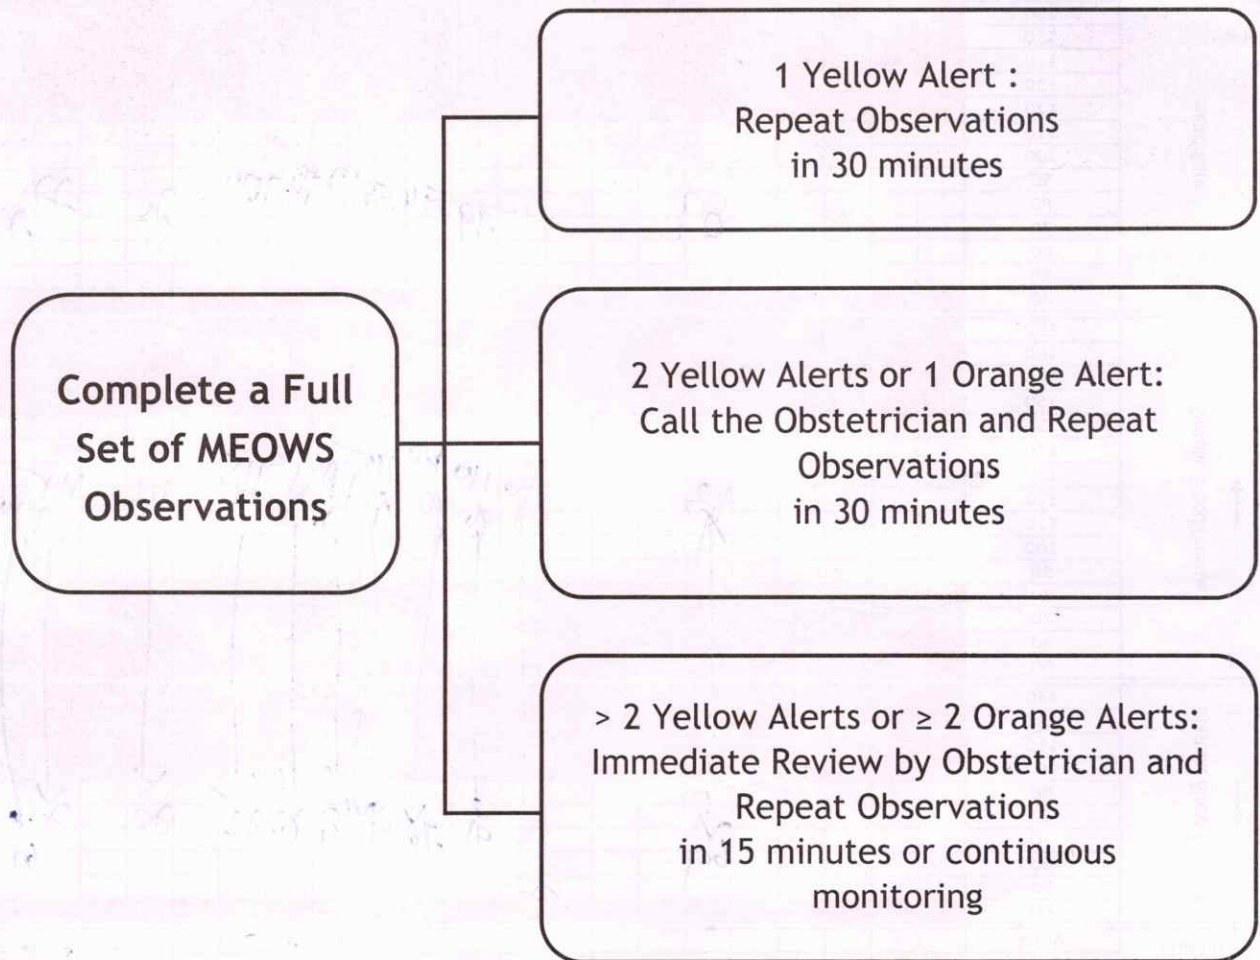 Complete a Full
Set of MEOWS
Observations
1 Yellow Alert :
Repeat Observations
in 30 minutes
2 Yellow Alerts or 1 Orange Alert:
Call the Obstetrician and Repeat
Observations
in 30 minutes
> 2 Yellow Alerts or ≥ 2 Orange Alerts:
Immediate Review by Obstetrician and
Repeat Observations
in 15 minutes or continuous
monitoring